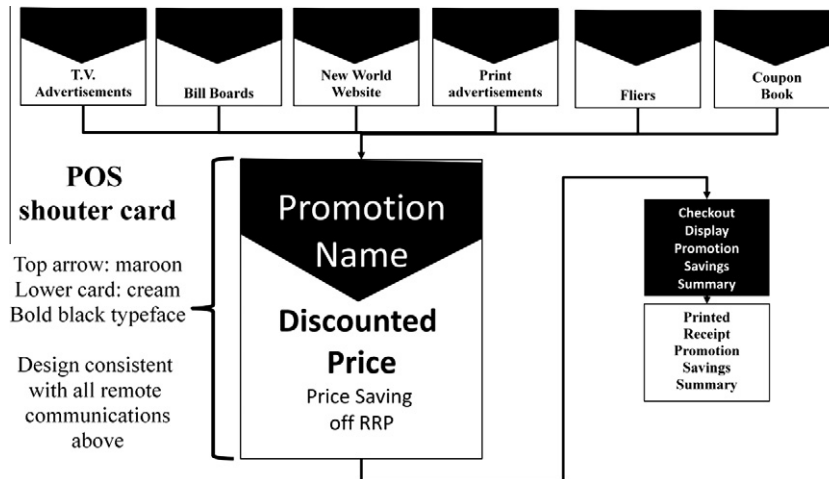 T.V.
Advertisements
Bill Boards
New World
Website
Print
advertisements
Fliers
Coupon
Book
POS
shouter card
Top arrow: maroon
Lower card: cream
Bold black typeface
Design consistent
with all remote
communications
above
Promotion
Name
Discounted
Price
Price Saving
off RRP
Checkout
Display
Promotion
Savings
Summary
Printed
Receipt
Promotion
Savings
Summary